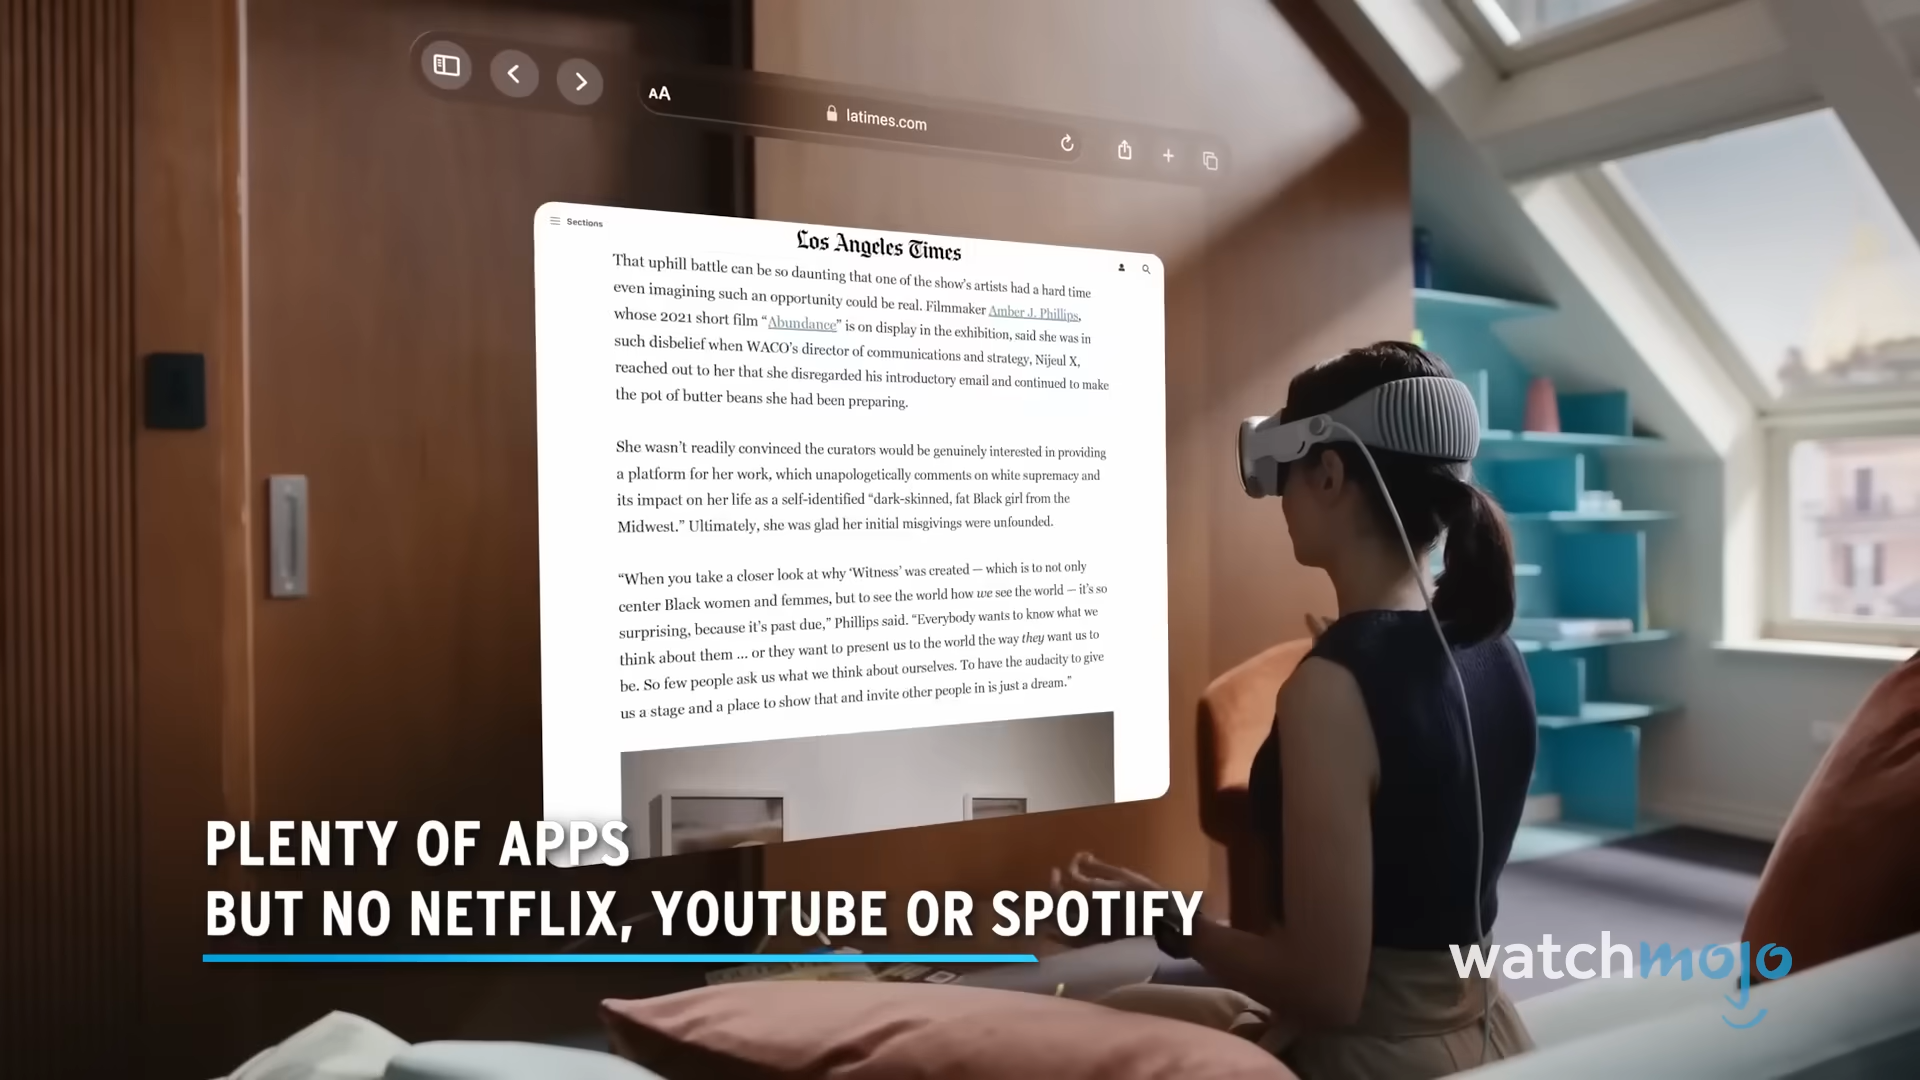 AA
latimes.com
Sections
Los Angeles Times
That uphill battle can be so daunting that one of the show's artists had a hard time
even imagining such an opportunity could be real. Filmmaker Amber J. Phillips,
whose 2021 short film “Abundance” is on display in the exhibition, said she was in
such disbelief when WACO's director of communications and strategy, Nijeul X,
reached out to her that she disregarded his introductory email and continued to make
the pot of butter beans she had been preparing.
She wasn't readily convinced the curators would be genuinely interested in providing
a platform for her work, which unapologetically comments on white supremacy and
its impact on her life as a self-identified “dark-skinned, fat Black girl from the
Midwest.” Ultimately, she was glad her initial misgivings were unfounded.
“When you take a closer look at why ‘Witness’ was created — which is to not only
center Black women and femmes, but to see the world how we see the world — it's so
surprising, because it's past due,” Phillips said. “Everybody wants to know what we
think about them ... or they want to present us to the world the way they want us to
be. So few people ask us what we think about ourselves. To have the audacity to give
us a stage and a place to show that and invite other people in is just a dream.”
PLENTY OF APPS
BUT NO NETFLIX, YOUTUBE OR SPOTIFY
watchmojo